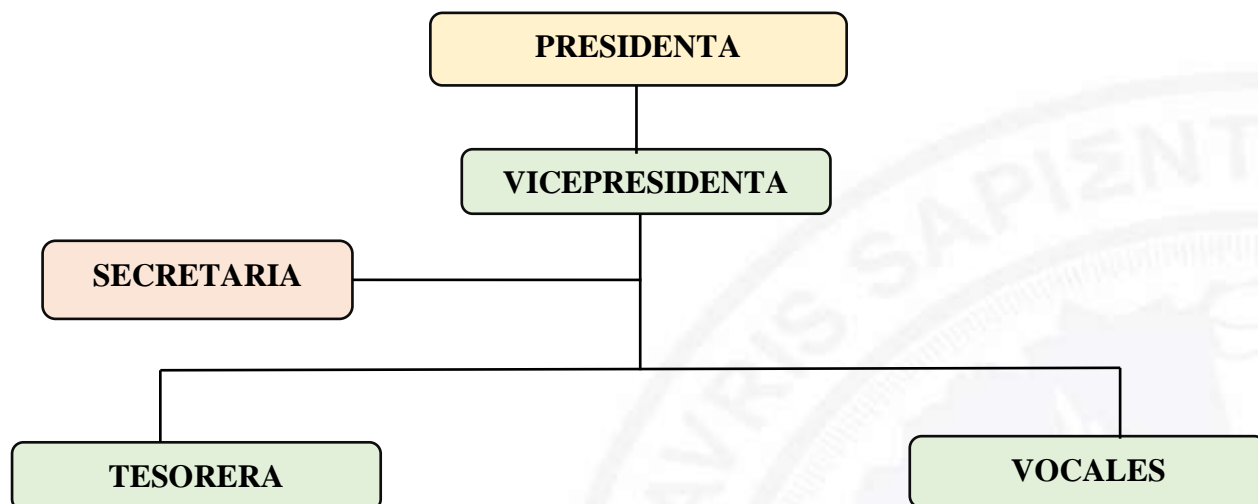 PRESIDENTA
VICEPRESIDENTA
SECRETARIA
TESORERA
VOCALES